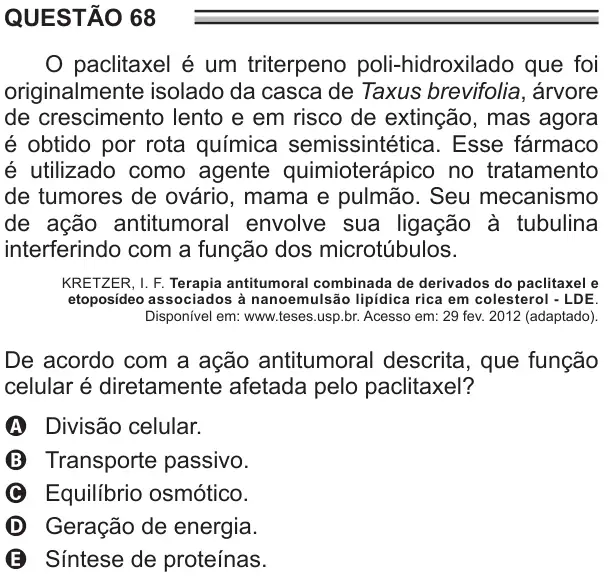 QUESTÃO 68
O paclitaxel é um triterpeno poli-hidroxilado que foi
originalmente isolado da casca de Taxus brevifolia, árvore
de crescimento lento e em risco de extinção, mas agora
é obtido por rota química semissintética. Esse fármaco
é utilizado como agente quimioterápico no tratamento
de tumores de ovário, mama e pulmão. Seu mecanismo
de ação antitumoral envolve sua ligação à tubulina
interferindo com a função dos microtúbulos.
KRETZER, I. F. Terapia antitumoral combinada de derivados do paclitaxel e
etoposídeo associados à nanoemulsão lipídica rica em colesterol - LDE.
Disponível em: www.teses.usp.br. Acesso em: 29 fev. 2012 (adaptado).
De acordo com a ação antitumoral descrita, que função
celular é diretamente afetada pelo paclitaxel?
A Divisão celular.
B Transporte passivo.
C Equilíbrio osmótico.
D Geração de energia.
E Síntese de proteínas.